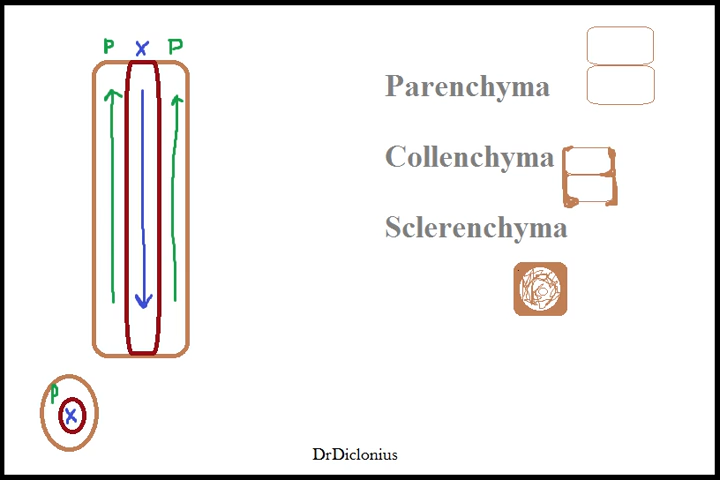 P X P
Parenchyma
Collenchyma
Sclerenchyma
P
X
DrDiclonius